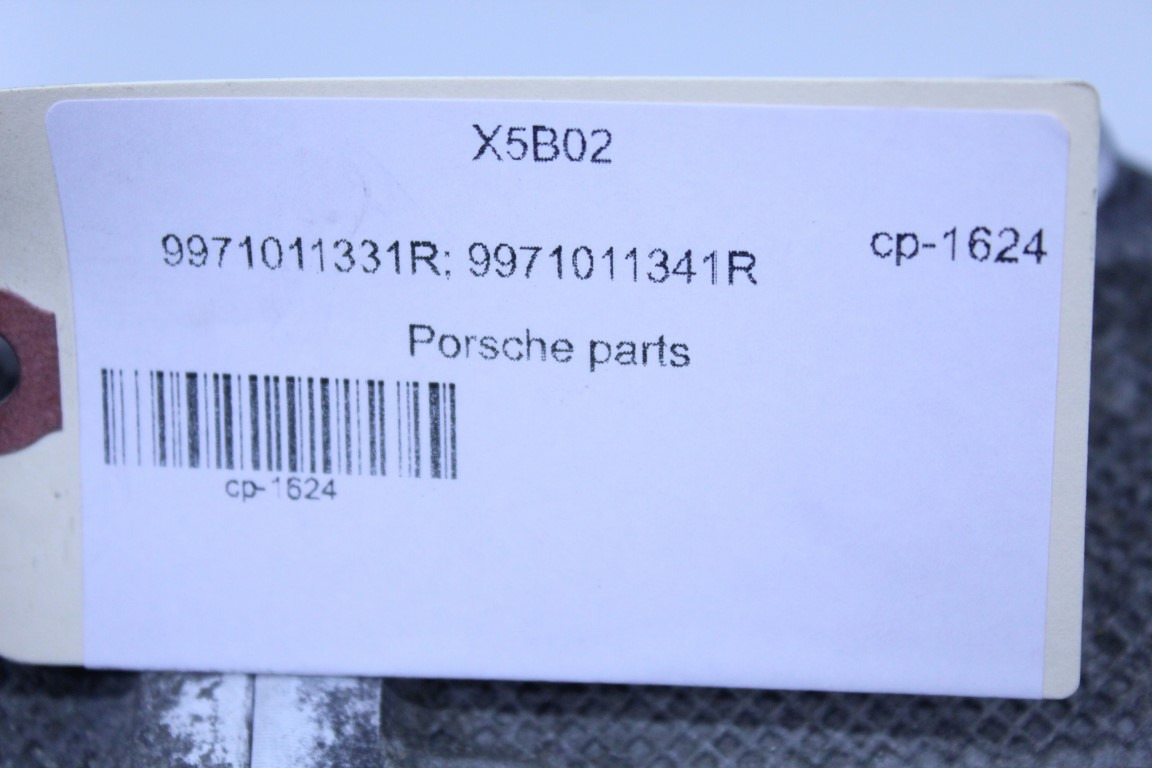 X5B02
9971011331R; 9971011341R
cp-1624
Porsche parts
cp-1624